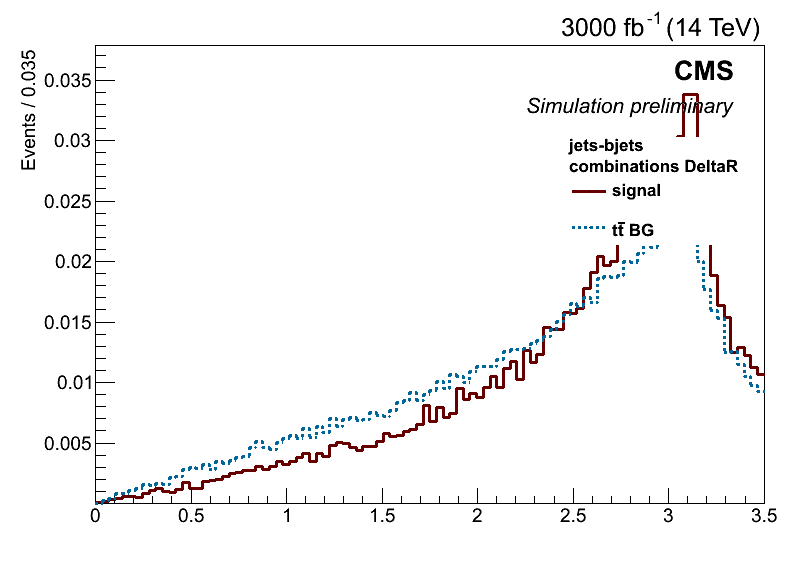 3000 fb⁻¹ (14 TeV)
CMS
Simulation preliminary
Events / 0.035
jets-bjets
combinations DeltaR
signal
tt̄ BG
0.035
0.03
0.025
0.02
0.015
0.01
0.005
0 0.5 1 1.5 2 2.5 3 3.5